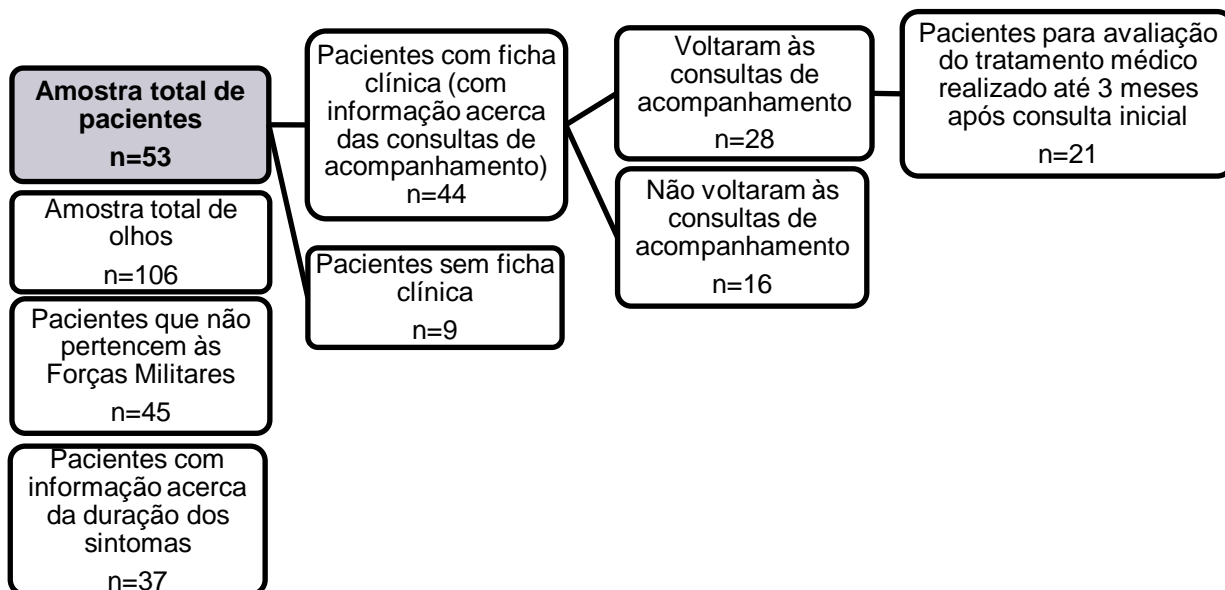 Amostra total de
pacientes
n=53
Amostra total de
olhos
n=106
Pacientes que não
pertencem às
Forças Militares
n=45
Pacientes com
informação acerca
da duração dos
sintomas
n=37
Pacientes com ficha
clínica (com
informação acerca
das consultas de
acompanhamento)
n=44
Pacientes sem ficha
clínica
n=9
Voltaram às
consultas de
acompanhamento
n=28
Não voltaram às
consultas de
acompanhamento
n=16
Pacientes para avaliação
do tratamento médico
realizado até 3 meses
após consulta inicial
n=21